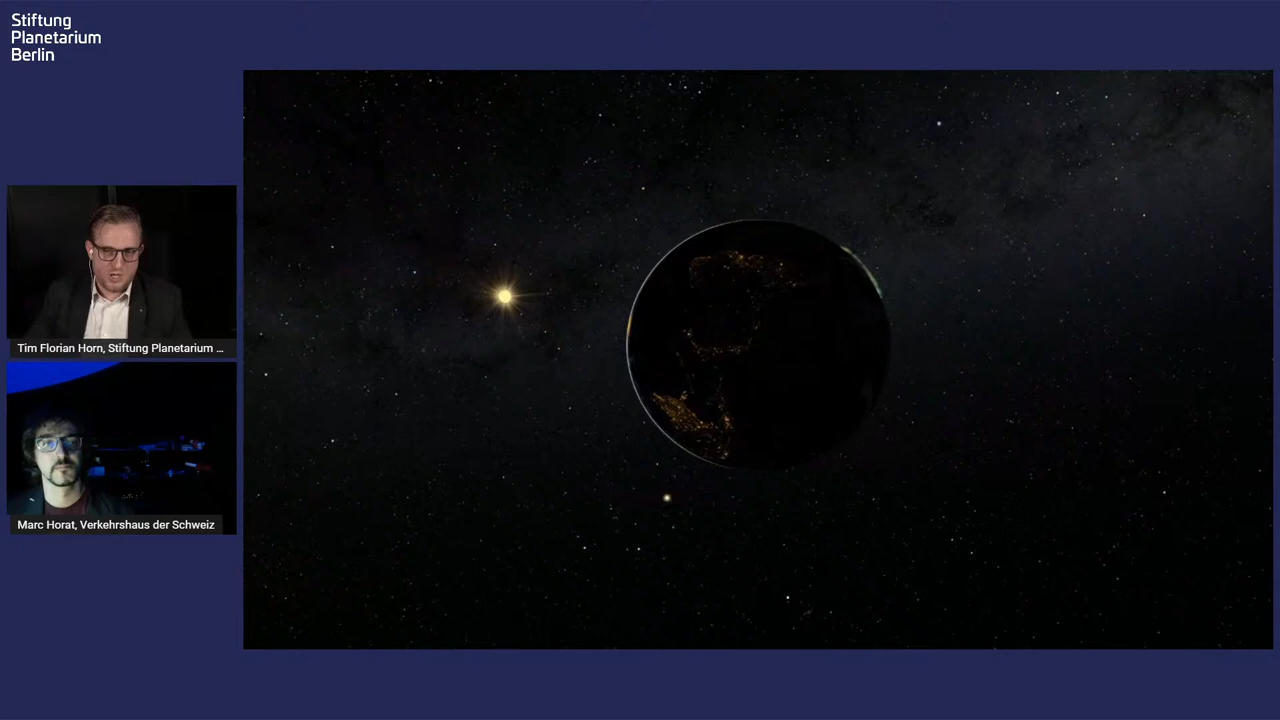 Stiftung
Planetarium
Berlin
Tim Florian Horn, Stiftung Planetarium ...
Marc Horat, Verkehrshaus der Schweiz